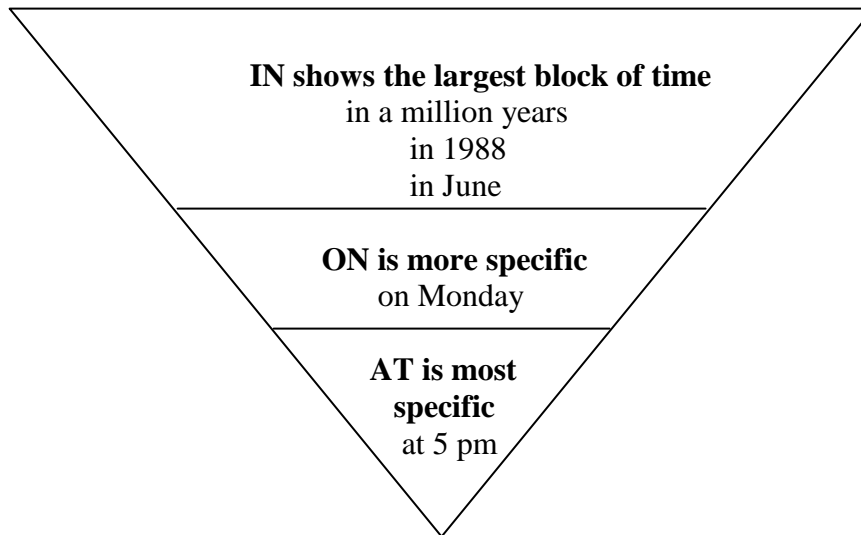 IN shows the largest block of time
in a million years
in 1988
in June
ON is more specific
on Monday
AT is most
specific
at 5 pm